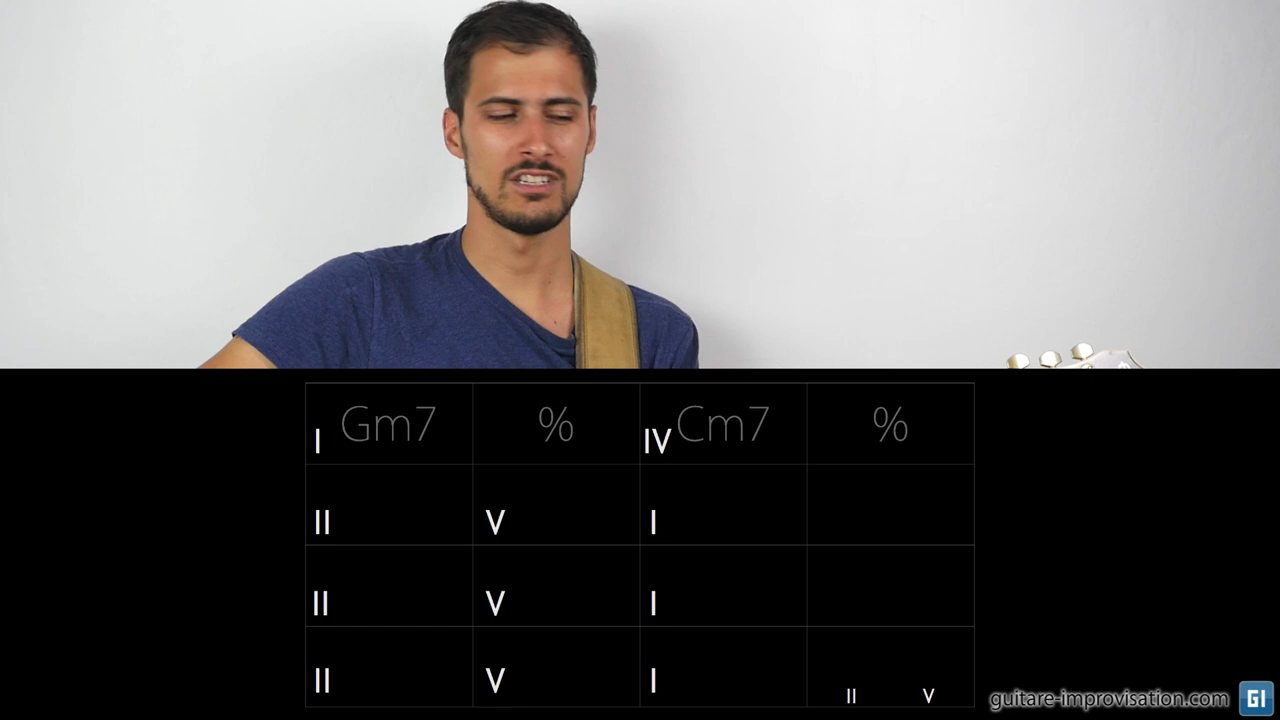 I Gm7 % IV Cm7 %
II V I
II V I
II V I II V
guitare-improvisation.com GI